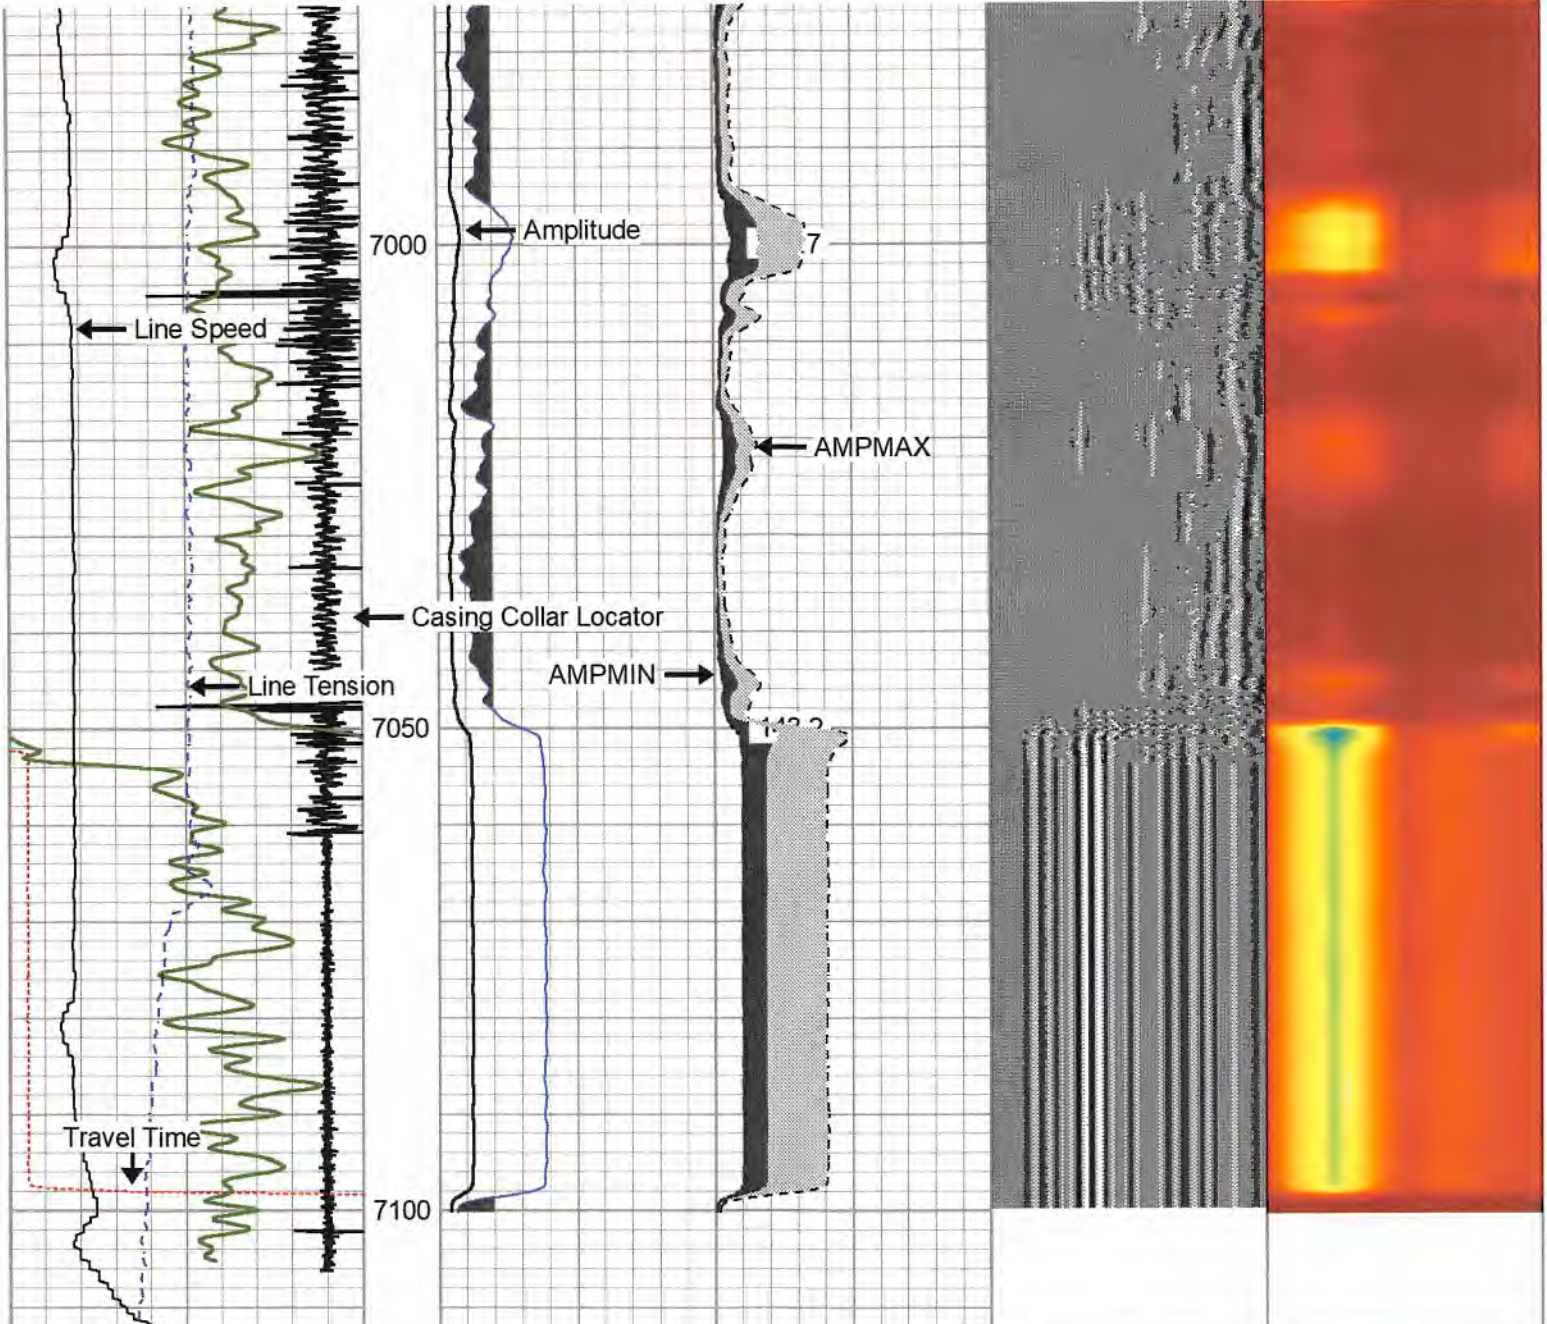 Amplitude
7000
.7
Line Speed
AMPMAX
Casing Collar Locator
AMPMIN
Line Tension
7050
Travel Time
7100